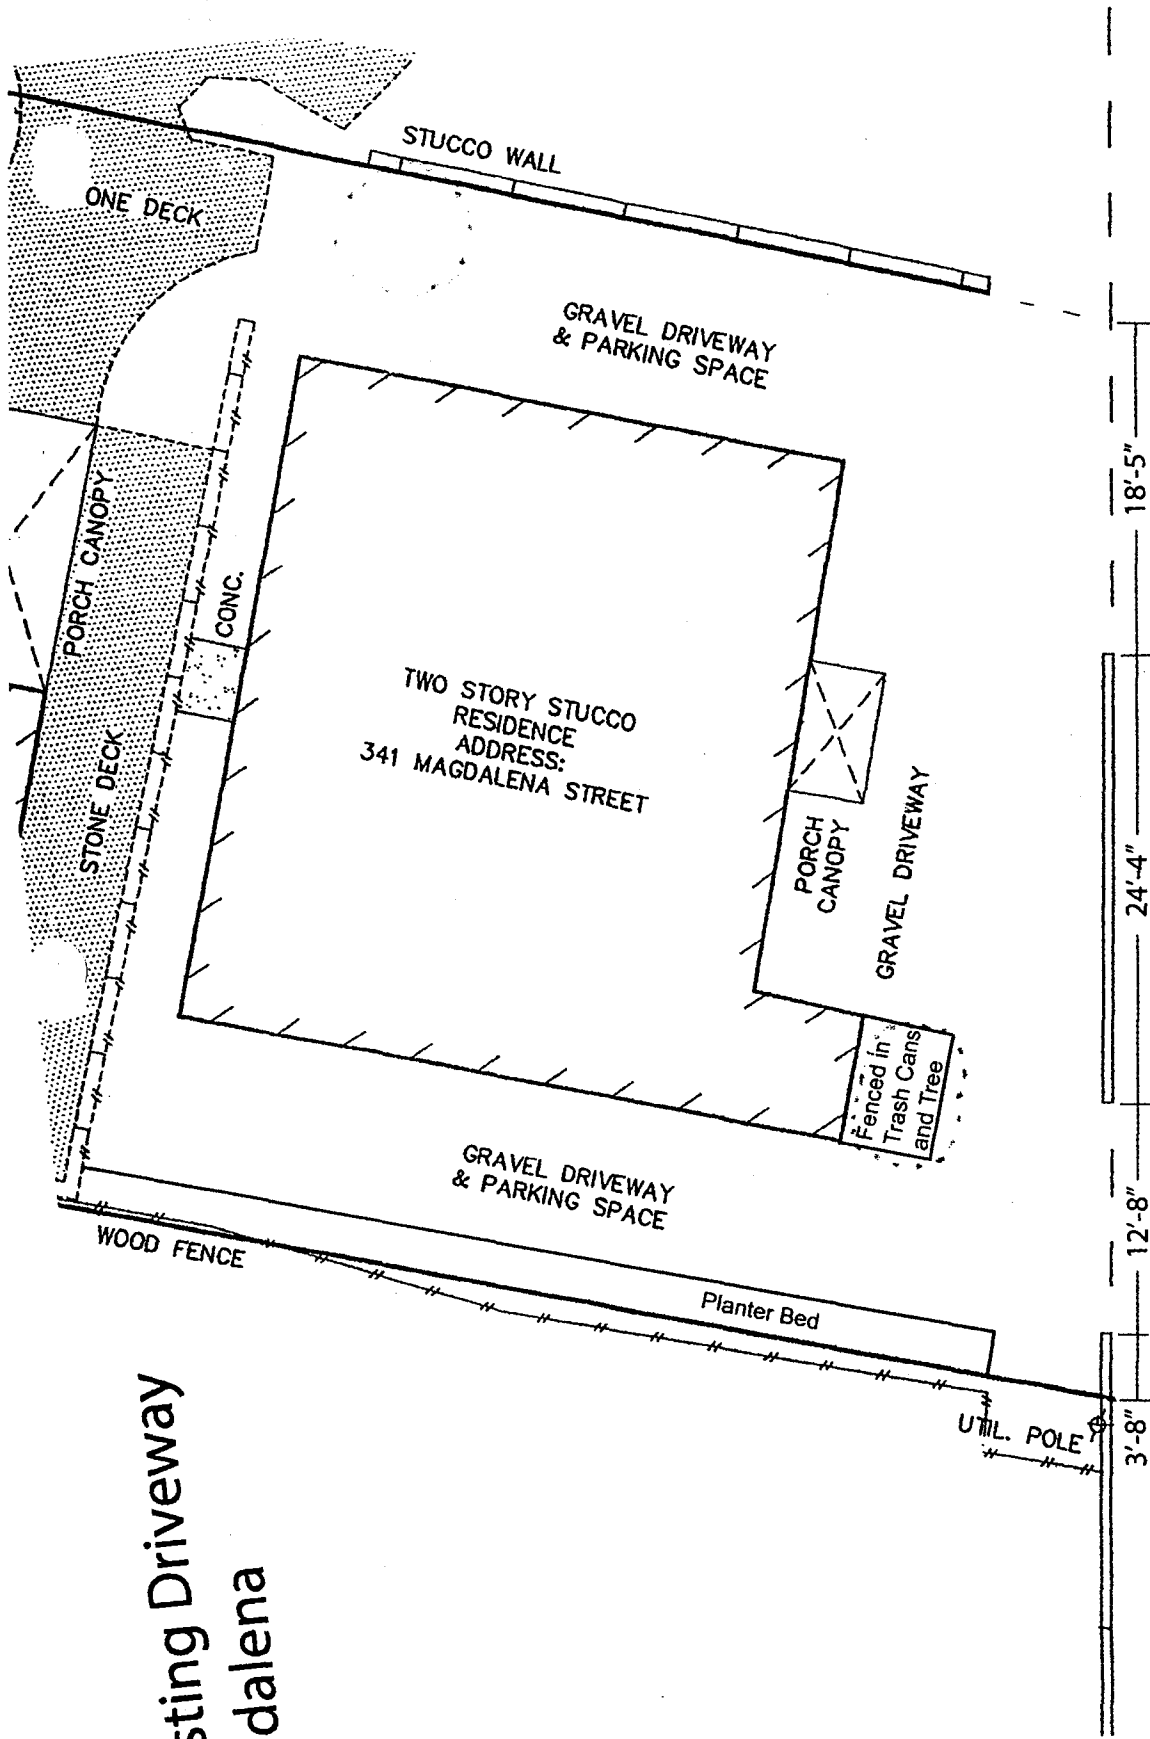 STUCCO WALL
ONE DECK
GRAVEL DRIVEWAY
& PARKING SPACE
PORCH CANOPY
CONC.
STONE DECK
TWO STORY STUCCO
RESIDENCE
ADDRESS:
341 MAGDALENA STREET
PORCH
CANOPY
GRAVEL DRIVEWAY
Fenced in
Trash Cans
and Tree
GRAVEL DRIVEWAY
& PARKING SPACE
WOOD FENCE
Planter Bed
UTIL. POLE
18'-5"
24'-4"
12'-8"
3'-8"
sting Driveway
dalena